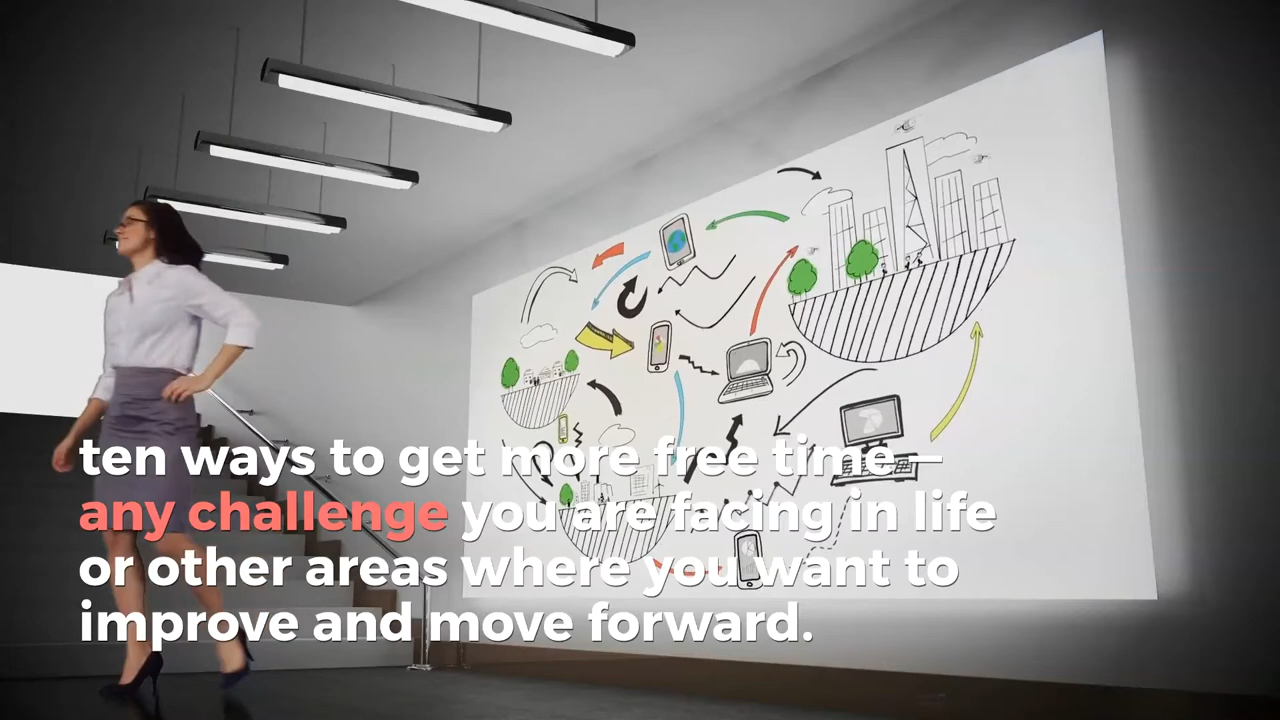 ten ways to get more free time—
any challenge you are facing in life
or other areas where you want to
improve and move forward.